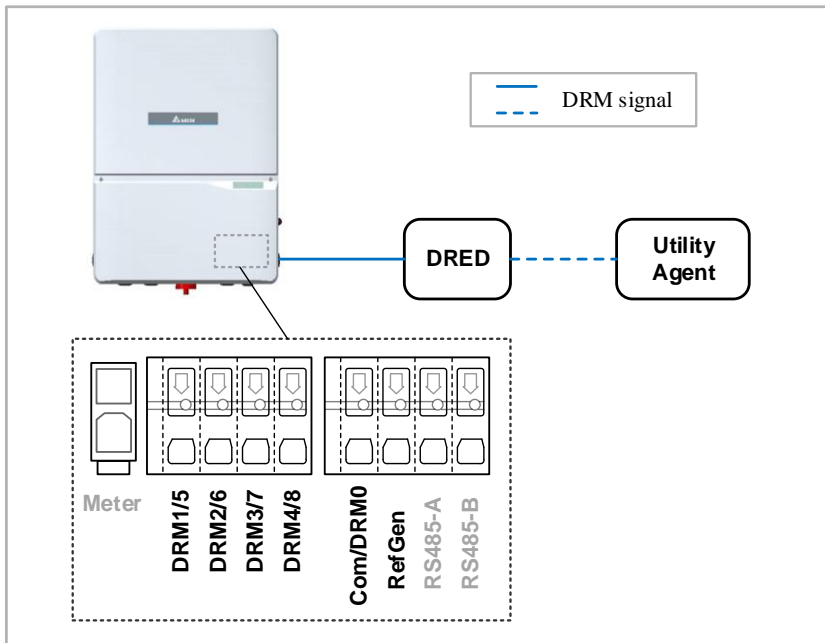 DRM signal
DRED
Utility
Agent
Meter
DRM1/5
DRM2/6
DRM3/7
DRM4/8
Com/DRM0
RefGen
RS485-A
RS485-B